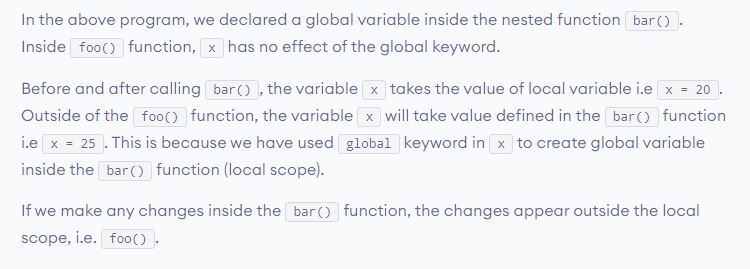 In the above program, we declared a global variable inside the nested function bar().
Inside foo() function, x has no effect of the global keyword.
Before and after calling bar(), the variable x takes the value of local variable i.e x = 20.
Outside of the foo() function, the variable x will take value defined in the bar() function
i.e x = 25. This is because we have used global keyword in x to create global variable
inside the bar() function (local scope).
If we make any changes inside the bar() function, the changes appear outside the local
scope, i.e. foo().